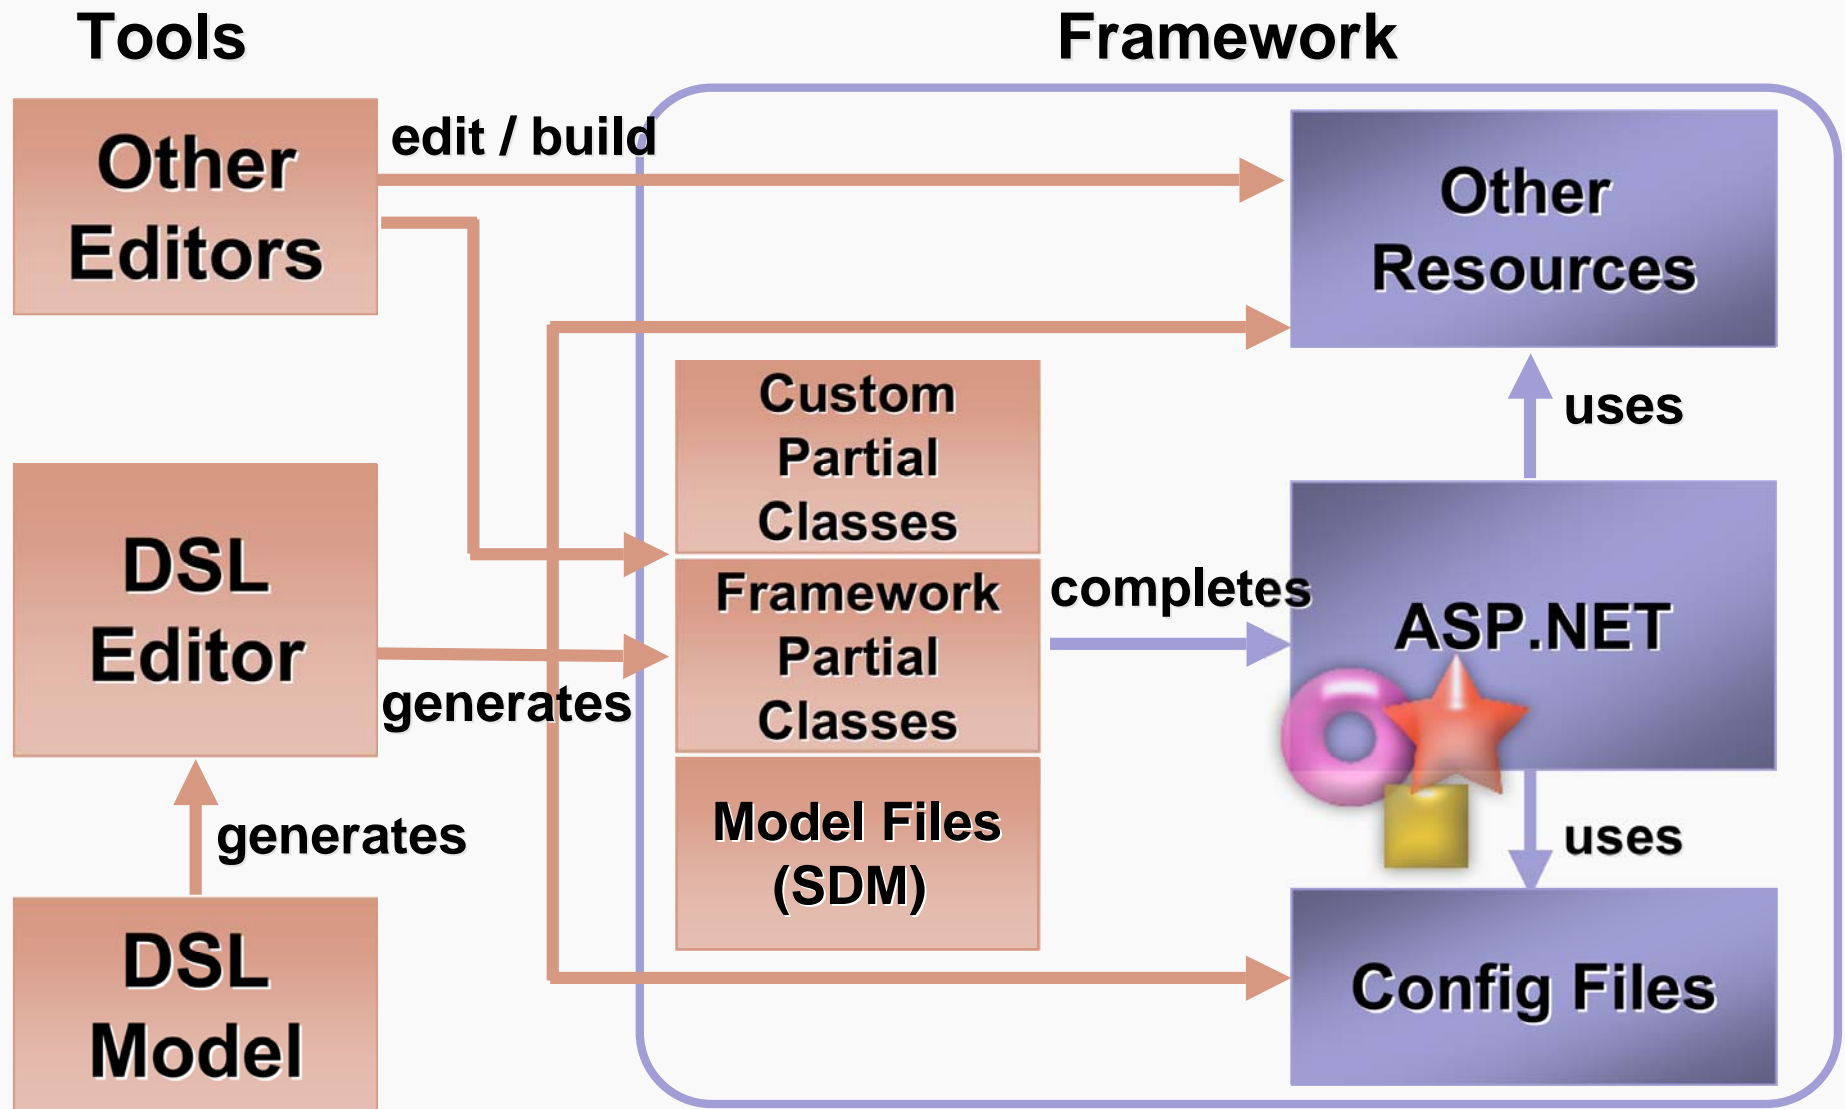 Tools
Framework
Other
Editors
edit / build
Other
Resources
Custom
Partial
Classes
uses
DSL
Editor
generates
Framework
Partial
Classes
completes
ASP.NET
generates
Model Files
(SDM)
uses
DSL
Model
Config Files